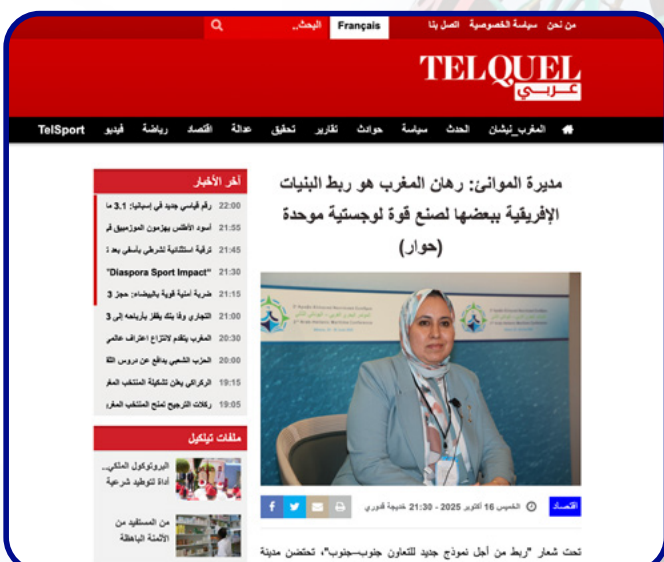 من نحن سياسة الخصوصية اتصل بنا Français البحث..
TELQUEL
عربي
المغرب_نيشان الحدث سياسة حوادث تقارير تحقيق عدالة اقتصاد رياضة فيديو TelSport
مديرة الموانئ: رهان المغرب هو ربط البنيات
الإفريقية ببعضها لصنع قوة لوجستية موحدة
(حوار)
اقتصاد الخميس 16 أكتوبر 2025 - 21:30 خديجة قدوري
تحت شعار "ربط من أجل نموذج جديد للتعاون جنوب–جنوب"، تحتضن مدينة
آخر الأخبار
22:00 رقم قياسي جديد في إسبانيا: 3.1 ما
21:55 أسود الأطلس يهزمون الموزمبيق في
21:45 ترقية استثنائية لشرطي بآسفي بعد
21:30 "Diaspora Sport Impact"
21:15 ضربة أمنية قوية بالبيضاء: حجز 3
21:00 التجاري وفا بنك يقفز بأرباحه إلى 3
20:30 المغرب يتقدم لانتزاع اعتراف عالمي
20:00 الحزب الشعبي يدافع عن دروس
19:15 الركراكي يعلن تشكيلة المنتخب
19:05 ركلات الترجيح تمنح المنتخب
ملفات تيلكيل
البروتوكول الملكي..
أداة لتوطيد شرعية
من المستفيد من
الأثمنة الباهظة